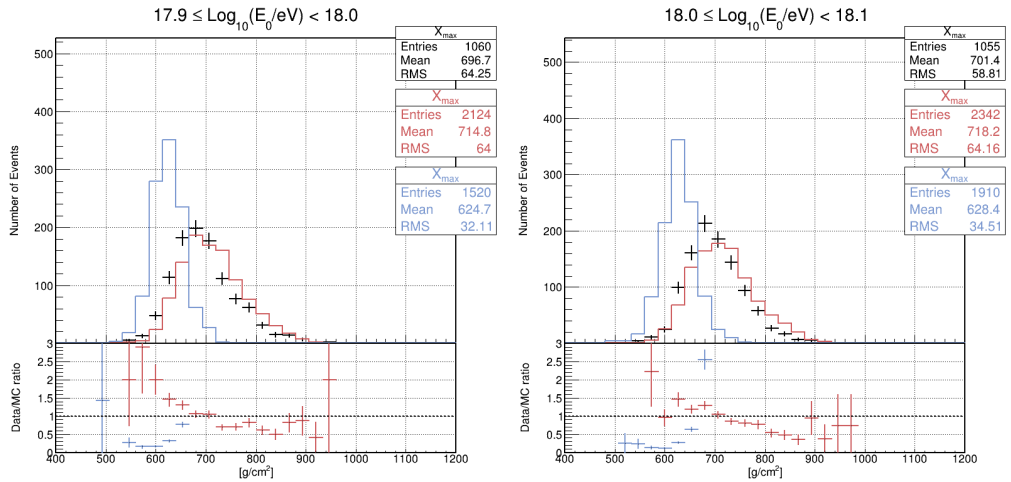 17.9 ≤ Log10(E0/eV) < 18.0
Xmax
Entries 1060
Mean 696.7
RMS 64.25
Xmax
Entries 2124
Mean 714.8
RMS 64
Xmax
Entries 1520
Mean 624.7
RMS 32.11
Number of Events
500
400
300
200
100
3
Data/MC ratio
2.5
2
1.5
1
0.5
0
400 500 600 700 800 900 1000 1100 1200
[g/cm2]
18.0 ≤ Log10(E0/eV) < 18.1
Xmax
Entries 1055
Mean 701.4
RMS 58.81
Xmax
Entries 2342
Mean 718.2
RMS 64.16
Xmax
Entries 1910
Mean 628.4
RMS 34.51
Number of Events
500
400
300
200
100
3
Data/MC ratio
2.5
2
1.5
1
0.5
0
400 500 600 700 800 900 1000 1100 1200
[g/cm2]